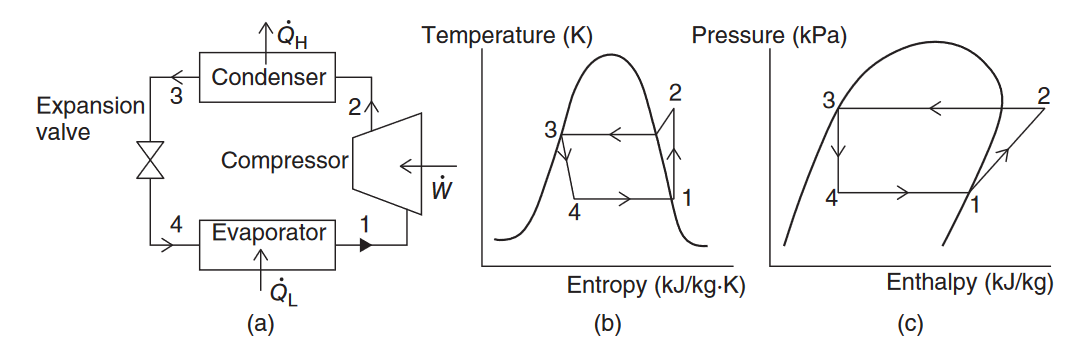 Q̇H
Condenser
3
2
Expansion
valve
Compressor
Ẇ
4
1
Evaporator
Q̇L
(a)
Temperature (K)
2
3
4
1
Entropy (kJ/kg·K)
(b)
Pressure (kPa)
3
2
4
1
Enthalpy (kJ/kg)
(c)